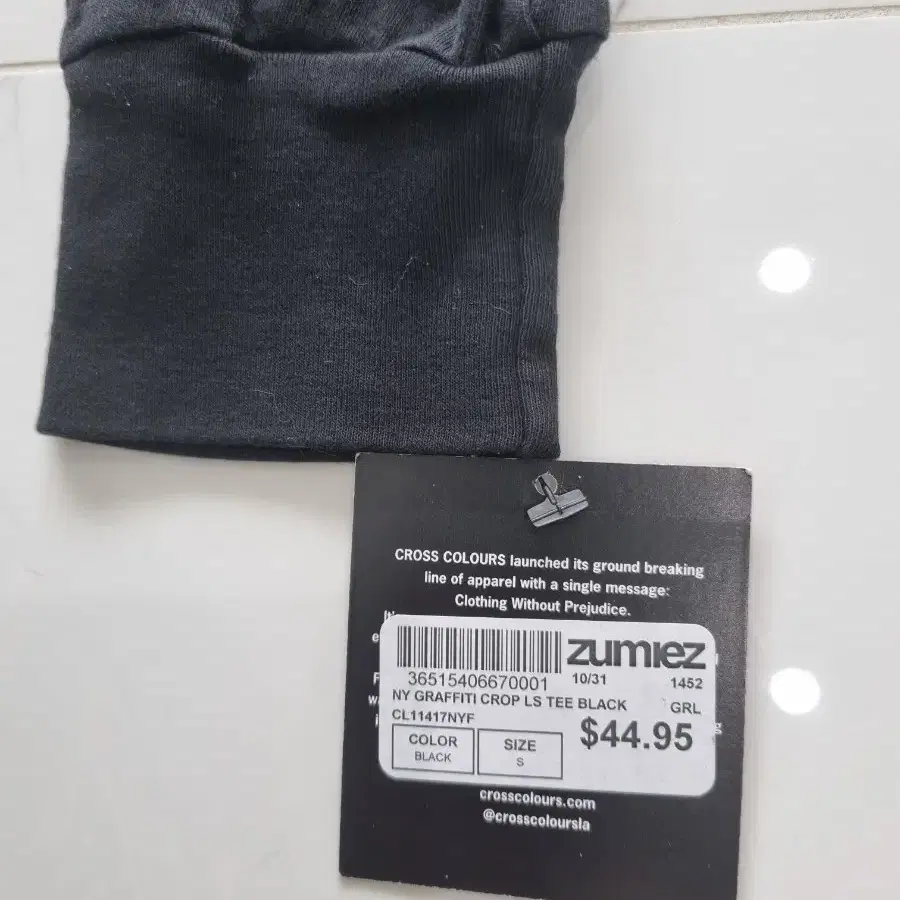 CROSS COLOURS launched its ground breaking
line of apparel with a single message:
Clothing Without Prejudice.
zumiez
36515406670001 10/31 1452
NY GRAFFITI CROP LS TEE BLACK GRL
CL11417NYF $44.95
COLOR SIZE
BLACK S
crosscolours.com
@crosscoloursla